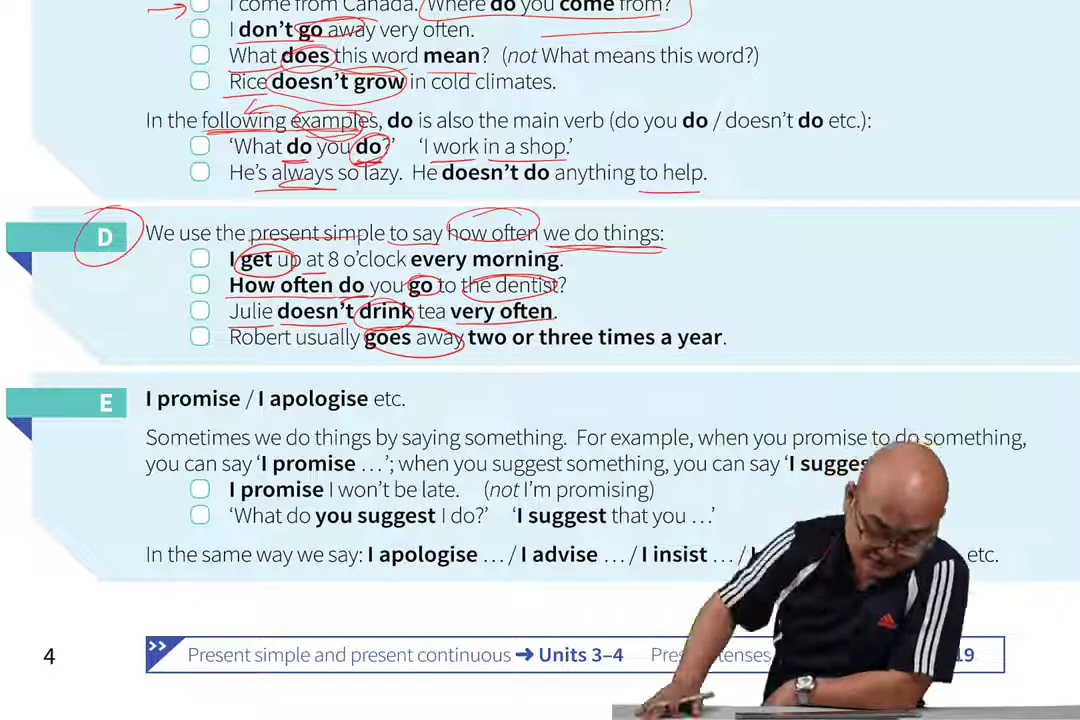 I come from Canada. Where do you come from?
I don't go away very often.
What does this word mean? (not What means this word?)
Rice doesn't grow in cold climates.
In the following examples, do is also the main verb (do you do / doesn't do etc.):
'What do you do?' 'I work in a shop.'
He's always so lazy. He doesn't do anything to help.
D We use the present simple to say how often we do things:
I get up at 8 o'clock every morning.
How often do you go to the dentist?
Julie doesn't drink tea very often.
Robert usually goes away two or three times a year.
E I promise / I apologise etc.
Sometimes we do things by saying something. For example, when you promise to do something,
you can say 'I promise …'; when you suggest something, you can say 'I
I promise I won't be late. (not I'm promising)
'What do you suggest I do?' 'I suggest that you …'
In the same way we say: I apologise … / I advise … / I insist … / etc.
4 Present simple and present continuous ➜ Units 3–4 19